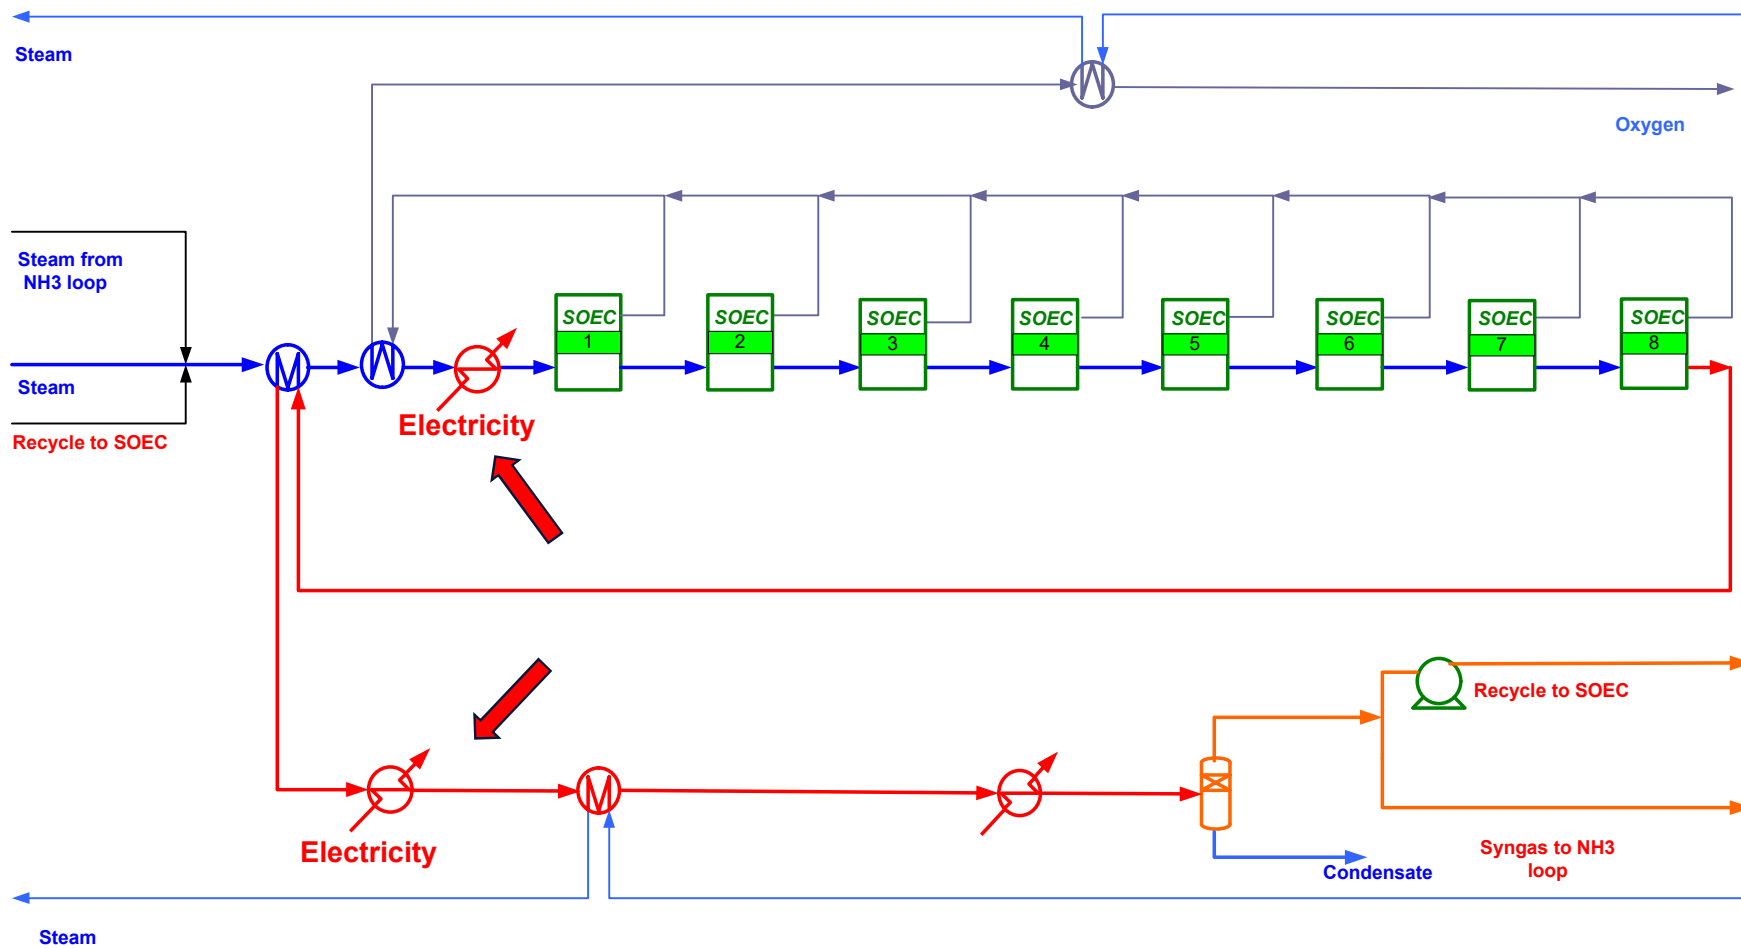 Steam
Oxygen
Steam from
NH3 loop
SOEC
1
SOEC
2
SOEC
3
SOEC
4
SOEC
5
SOEC
6
SOEC
7
SOEC
8
Steam
Recycle to SOEC
Electricity
Recycle to SOEC
Electricity
Syngas to NH3
loop
Condensate
Steam